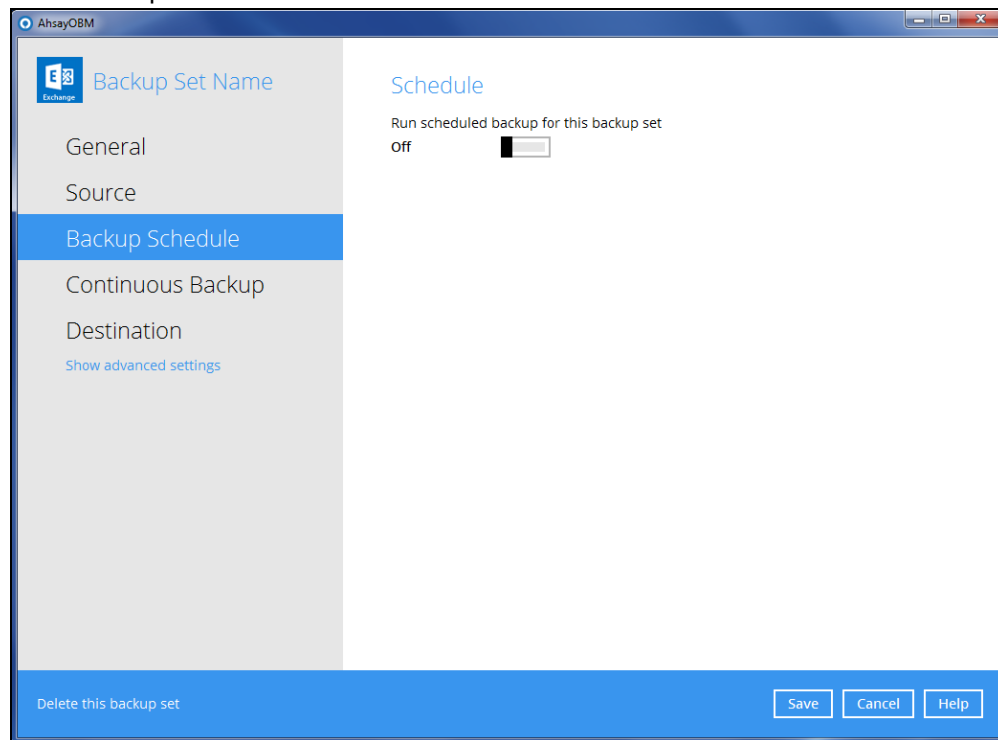 AhsayOBM
E
Exchange
Backup Set Name
General
Source
Backup Schedule
Continuous Backup
Destination
Show advanced settings
Schedule
Run scheduled backup for this backup set
Off
Delete this backup set
Save
Cancel
Help